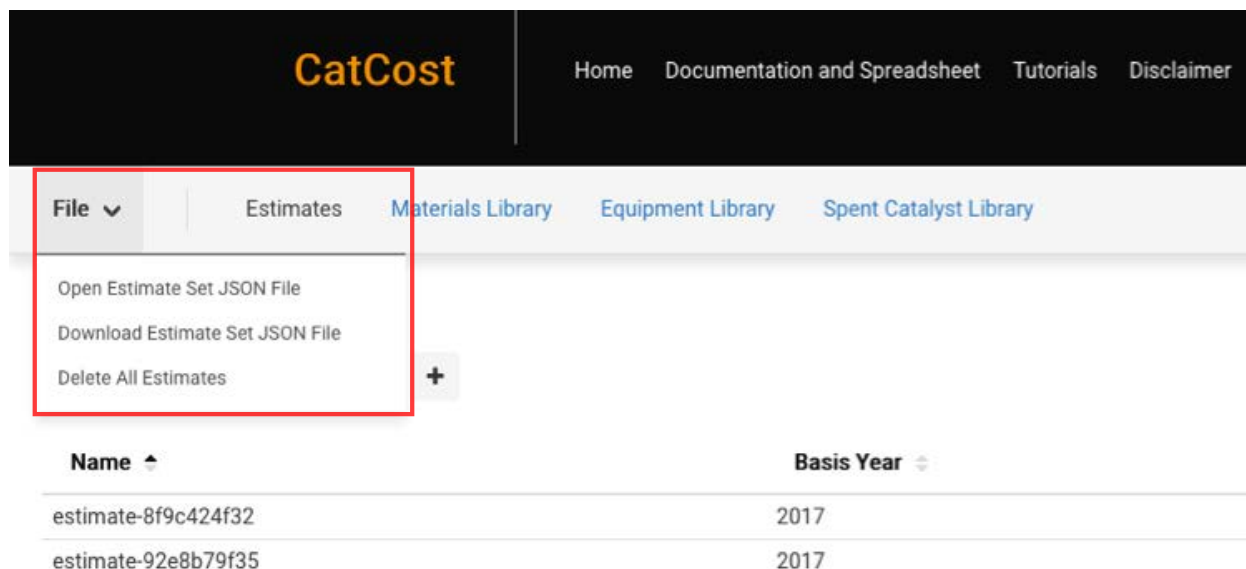 CatCost
Home Documentation and Spreadsheet Tutorials Disclaimer
File Estimates Materials Library Equipment Library Spent Catalyst Library
Open Estimate Set JSON File
Download Estimate Set JSON File
Delete All Estimates
+
Name Basis Year
estimate-8f9c424f32 2017
estimate-92e8b79f35 2017